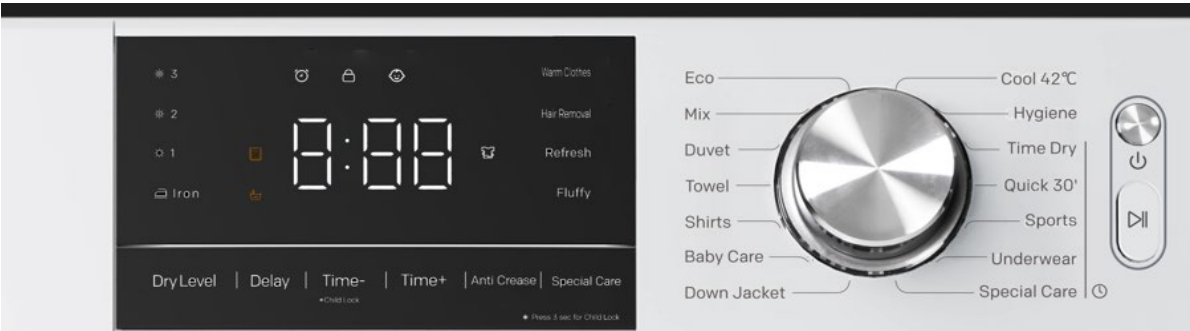 3
Warm Clothes
2
Hair Removal
1
8:88
Refresh
Iron
Fluffy
Dry Level
Delay
Time-
Time+
Anti Crease
Special Care
Child Lock
Press 3 sec for Child Lock
Eco
Mix
Duvet
Towel
Shirts
Baby Care
Down Jacket
Cool 42℃
Hygiene
Time Dry
Quick 30'
Sports
Underwear
Special Care